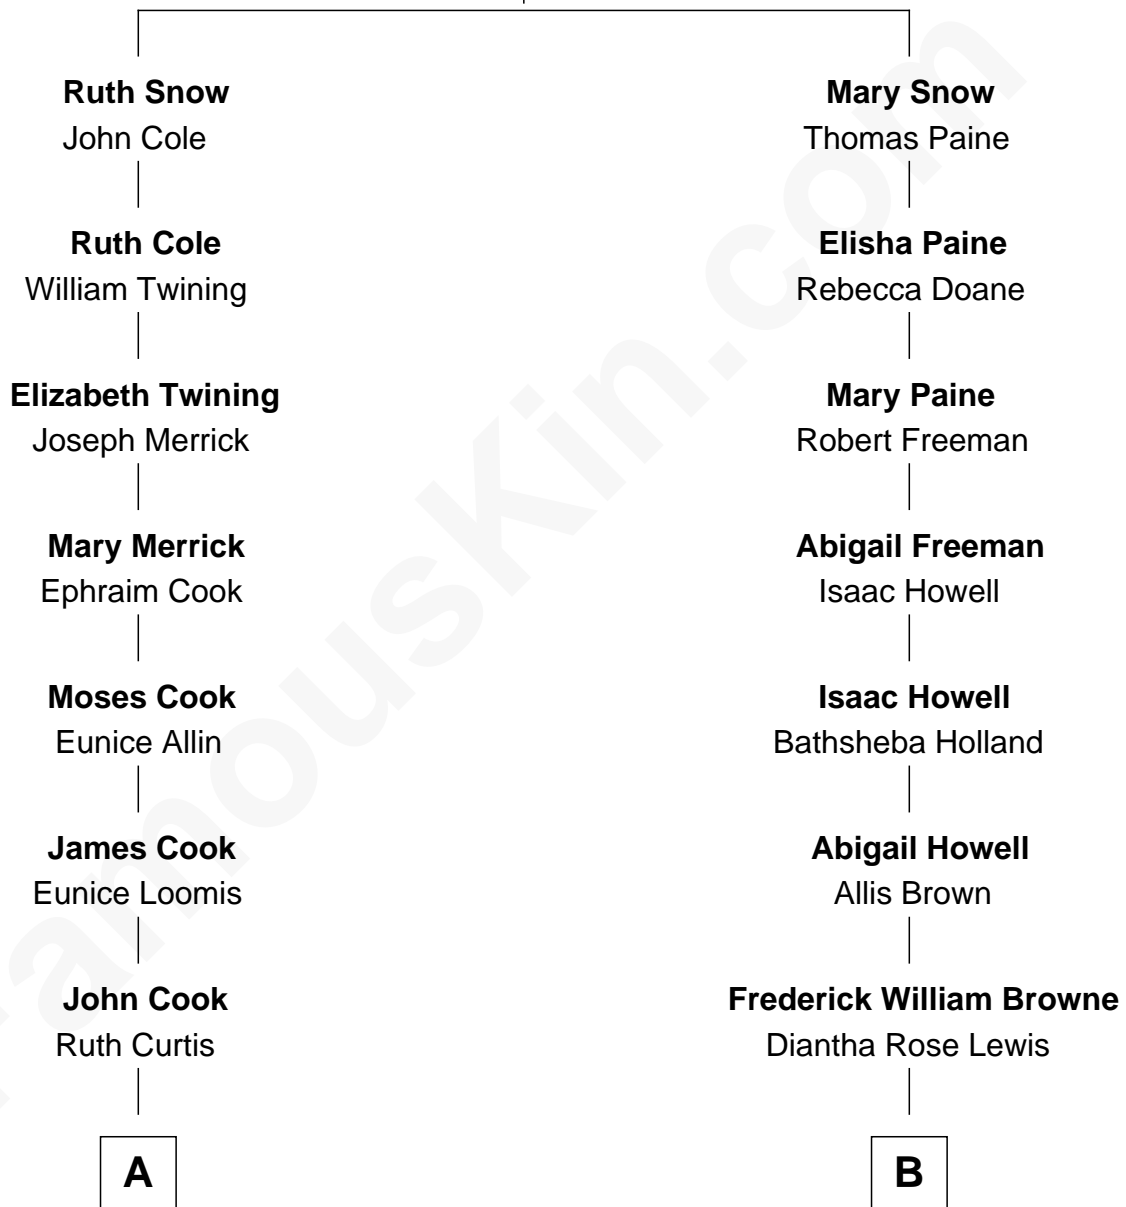 Ruth Snow
John Cole
Mary Snow
Thomas Paine
Ruth Cole
William Twining
Elisha Paine
Rebecca Doane
Elizabeth Twining
Joseph Merrick
Mary Paine
Robert Freeman
Mary Merrick
Ephraim Cook
Abigail Freeman
Isaac Howell
Moses Cook
Eunice Allin
Isaac Howell
Bathsheba Holland
James Cook
Eunice Loomis
Abigail Howell
Allis Brown
John Cook
Ruth Curtis
Frederick William Browne
Diantha Rose Lewis
A
B
FamousKin.com